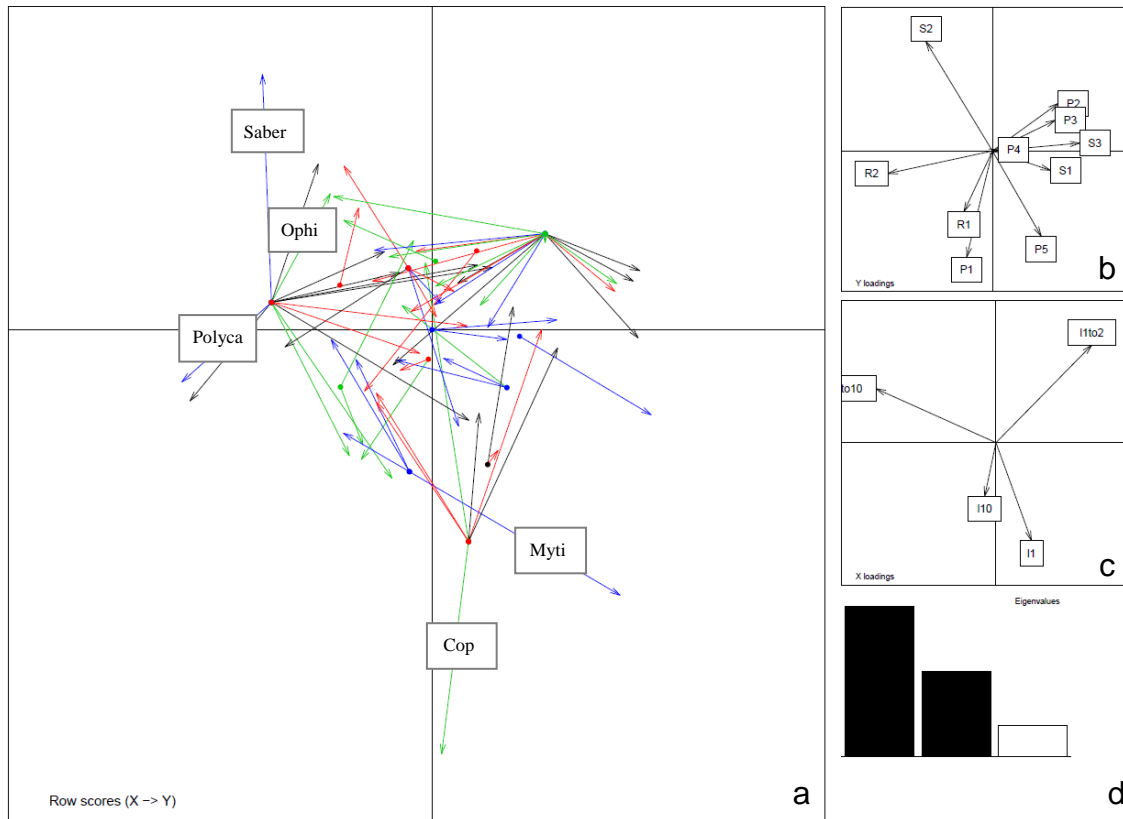 Saber
Ophi
Polyca
Myti
Cop
Row scores (X −> Y)
a
S2
P2
P3
P4
S3
R2
S1
R1
P5
P1
Y loadings
b
I1to2
to10
I10
I1
X loadings
c
Eigenvalues
d